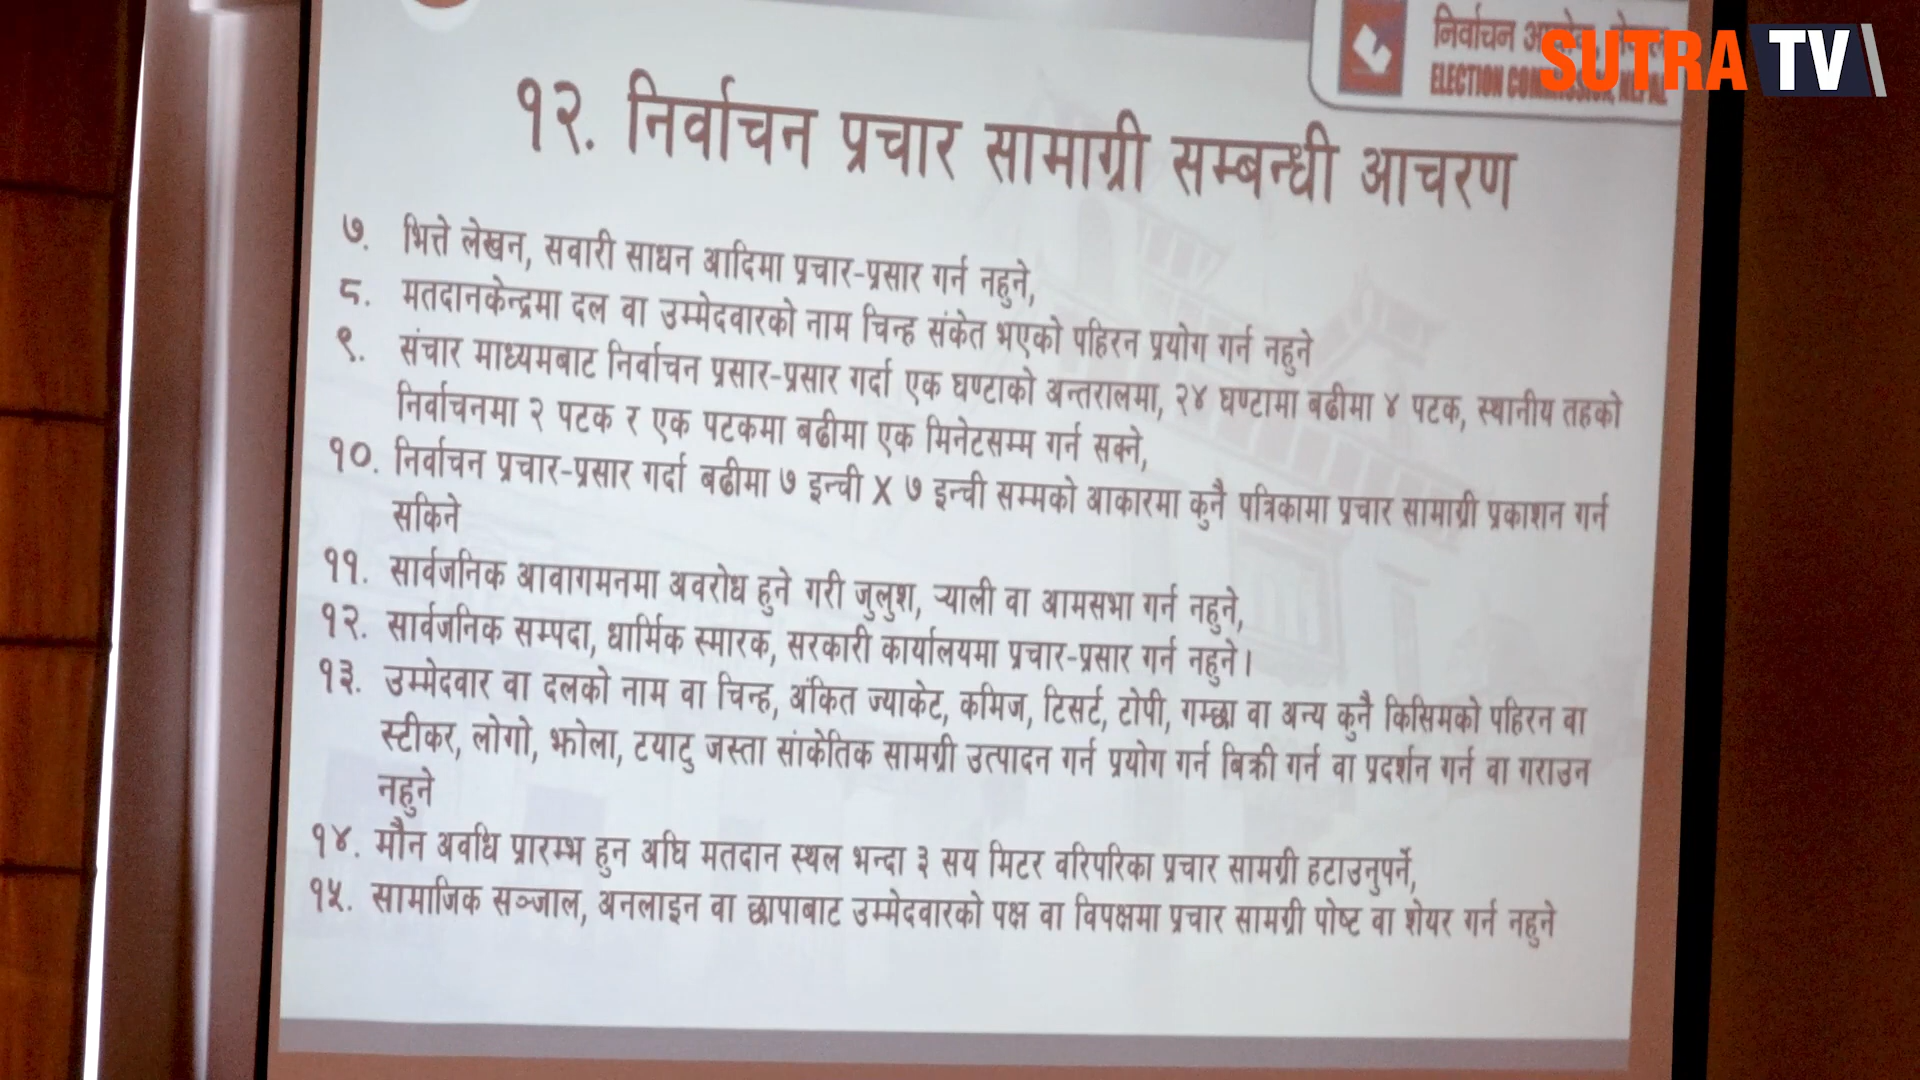 निर्वाचन
SUTRA TV
ELECTION
१२. निर्वाचन प्रचार सामाग्री सम्बन्धी आचरण
७. भित्ते लेखन, सवारी साधन आदिमा प्रचार-प्रसार गर्न नहुने,
८. मतदानकेन्द्रमा दल वा उम्मेदवारको नाम चिन्ह संकेत भएको पहिरन प्रयोग गर्न नहुने
९. संचार माध्यमबाट निर्वाचन प्रसार-प्रसार गर्दा एक घण्टाको अन्तरालमा, २४ घण्टामा बढीमा ४ पटक, स्थानीय तहको
निर्वाचनमा २ पटक र एक पटकमा बढीमा एक मिनेटसम्म गर्न सक्ने,
१०. निर्वाचन प्रचार-प्रसार गर्दा बढीमा ७ इन्ची X ७ इन्ची सम्मको आकारमा कुनै पत्रिकामा प्रचार सामाग्री प्रकाशन गर्न
सकिने
११. सार्वजनिक आवागमनमा अवरोध हुने गरी जुलुश, ऱ्याली वा आमसभा गर्न नहुने,
१२. सार्वजनिक सम्पदा, धार्मिक स्मारक, सरकारी कार्यालयमा प्रचार-प्रसार गर्न नहुने।
१३. उम्मेदवार वा दलको नाम वा चिन्ह, अंकित ज्याकेट, कमिज, टिसर्ट, टोपी, गम्छा वा अन्य कुनै किसिमको पहिरन वा
स्टीकर, लोगो, झोला, टयाटु जस्ता सांकेतिक सामग्री उत्पादन गर्न प्रयोग गर्न बिक्री गर्न वा प्रदर्शन गर्न वा गराउन
नहुने
१४. मौन अवधि प्रारम्भ हुन अघि मतदान स्थल भन्दा ३ सय मिटर वरिपरिका प्रचार सामग्री हटाउनुपर्ने,
१५. सामाजिक सञ्जाल, अनलाइन वा छापाबाट उम्मेदवारको पक्ष वा विपक्षमा प्रचार सामग्री पोष्ट वा शेयर गर्न नहुने